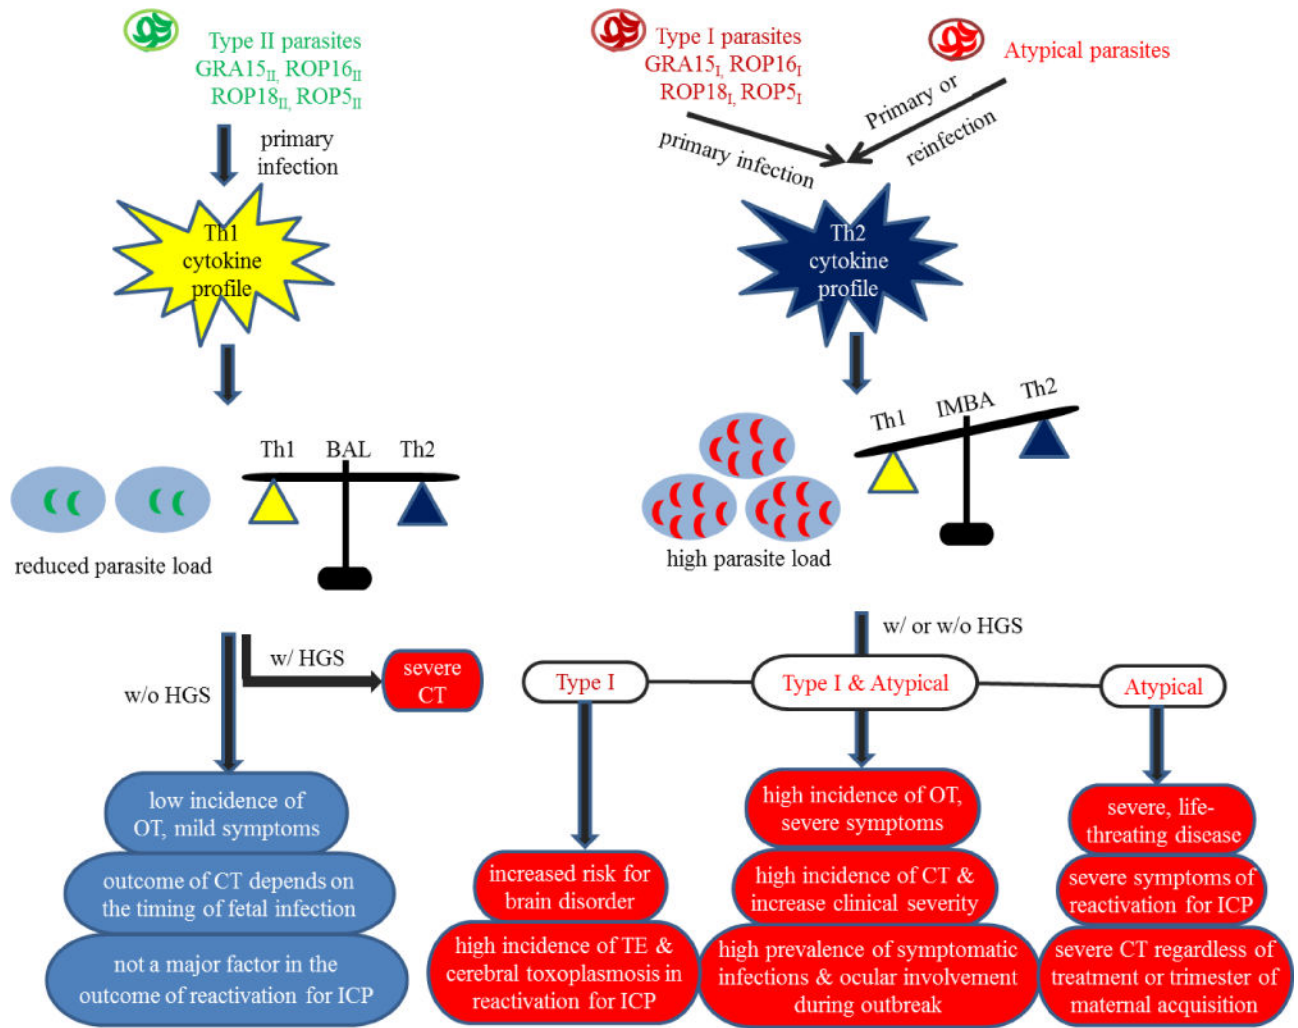 Type II parasites
GRA15II, ROP16II
ROP18II, ROP5II
primary
infection
Th1
cytokine
profile
Th1 BAL Th2
reduced parasite load
w/ HGS
severe
CT
w/o HGS
low incidence of
OT, mild symptoms
outcome of CT depends on
the timing of fetal infection
not a major factor in the
outcome of reactivation for ICP
Type I parasites
GRA15I, ROP16I
ROP18I, ROP5I
Atypical parasites
primary infection
Primary or
reinfection
Th2
cytokine
profile
Th1 IMBA Th2
high parasite load
w/ or w/o HGS
Type I
Type I & Atypical
Atypical
increased risk for
brain disorder
high incidence of TE &
cerebral toxoplasmosis in
reactivation for ICP
high incidence of OT,
severe symptoms
high incidence of CT &
increase clinical severity
high prevalence of symptomatic
infections & ocular involvement
during outbreak
severe, life-
threating disease
severe symptoms of
reactivation for ICP
severe CT regardless of
treatment or trimester of
maternal acquisition